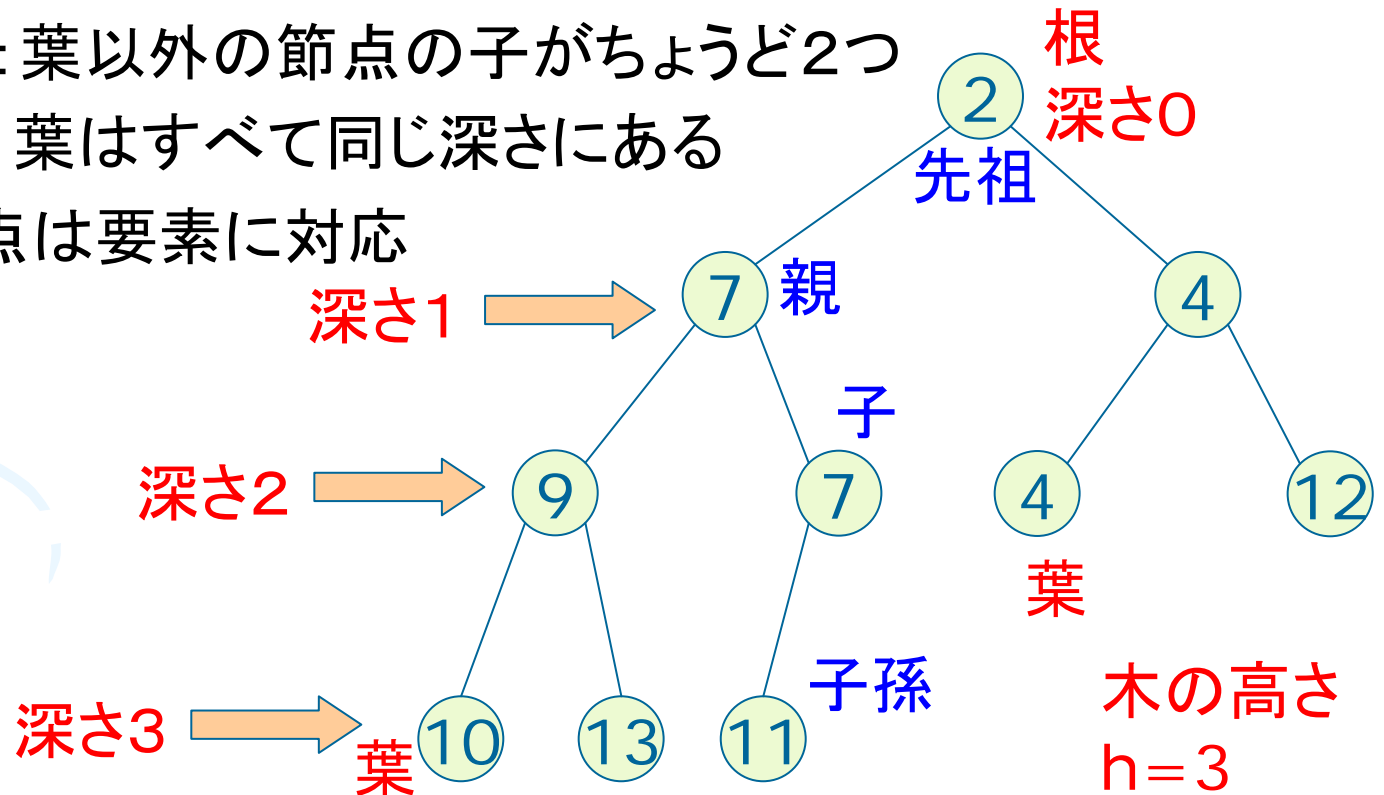 葉以外の節点の子がちょうど2つ
葉はすべて同じ深さにある
点は要素に対応
根
深さ0
2
先祖
深さ1
7
親
4
子
深さ2
9
7
4
12
葉
子孫
深さ3
葉
10
13
11
木の高さ
h=3